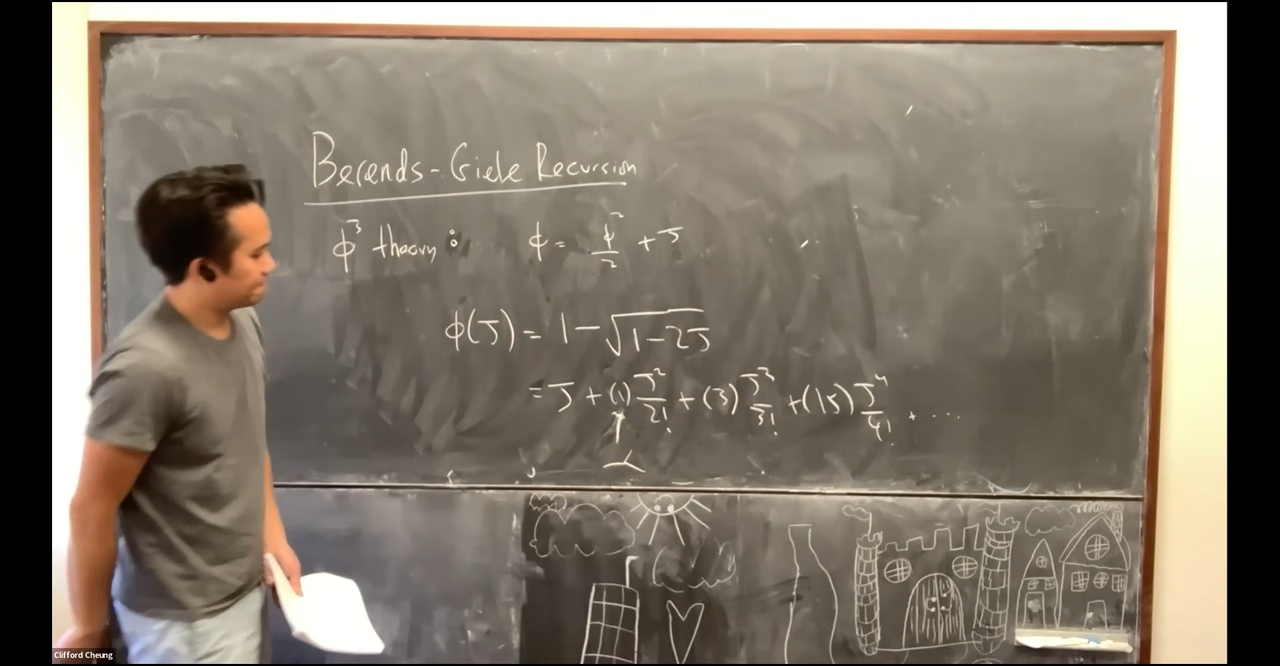 Berends-Giele Recursion
ϕ³ theory: ϕ = ϕ²/2 + J
ϕ(J) = 1 - √(1-2J)
= J + (1) J²/2! + (3) J³/3! + (15) J⁴/4! + ...
Clifford Cheung